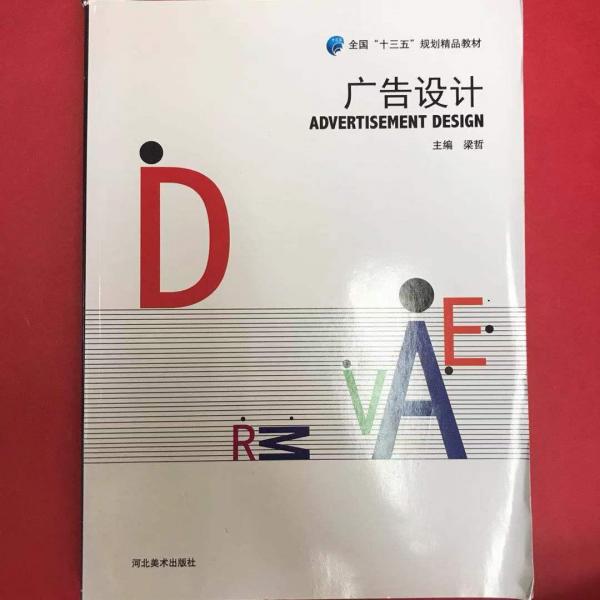 全国“十三五”规划精品教材
广告设计
ADVERTISEMENT DESIGN
主编 梁哲
D
E
V A
R M
河北美术出版社